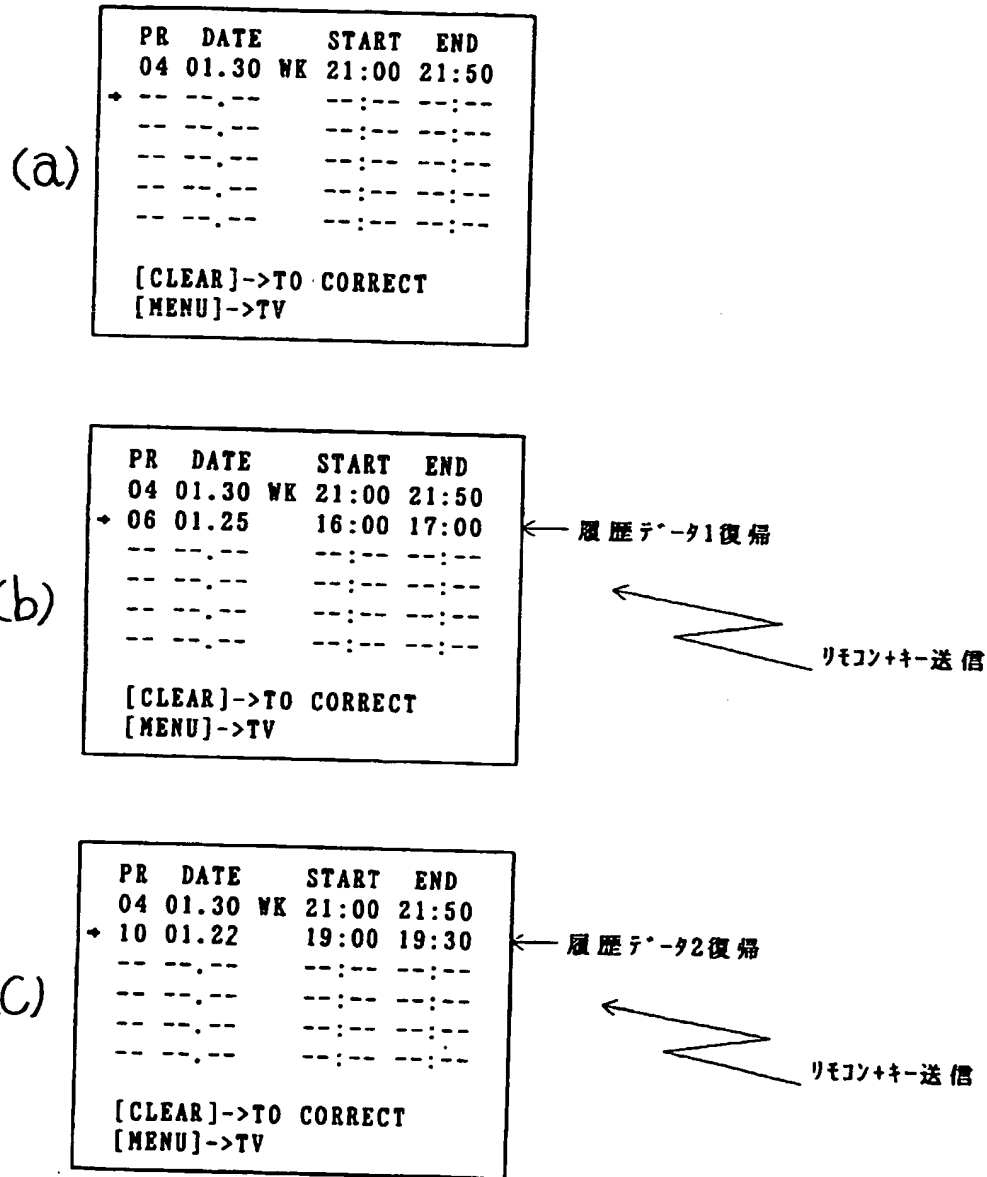 PR DATE START END
04 01.30 WK 21:00 21:50
→ -- --.-- --:-- --:--
-- --.-- --:-- --:--
-- --.-- --:-- --:--
-- --.-- --:-- --:--
-- --.-- --:-- --:--
(a)
[CLEAR]->TO CORRECT
[MENU]->TV
PR DATE START END
04 01.30 WK 21:00 21:50
→ 06 01.25 16:00 17:00 ← 履歴データ1復帰
-- --.-- --:-- --:--
-- --.-- --:-- --:--
-- --.-- --:-- --:--
-- --.-- --:-- --:--
(b)
リモコン+キー送信
[CLEAR]->TO CORRECT
[MENU]->TV
PR DATE START END
04 01.30 WK 21:00 21:50
→ 10 01.22 19:00 19:30 ← 履歴データ2復帰
-- --.-- --:-- --:--
-- --.-- --:-- --:--
-- --.-- --:-- --:--
-- --.-- --:-- --:--
C)
リモコン+キー送信
[CLEAR]->TO CORRECT
[MENU]->TV